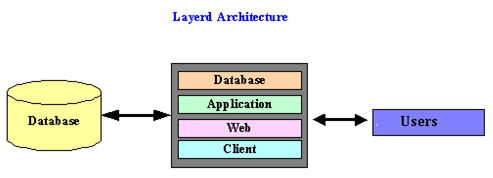 Layerd Architecture
Database
Database
Application
Web
Client
Users